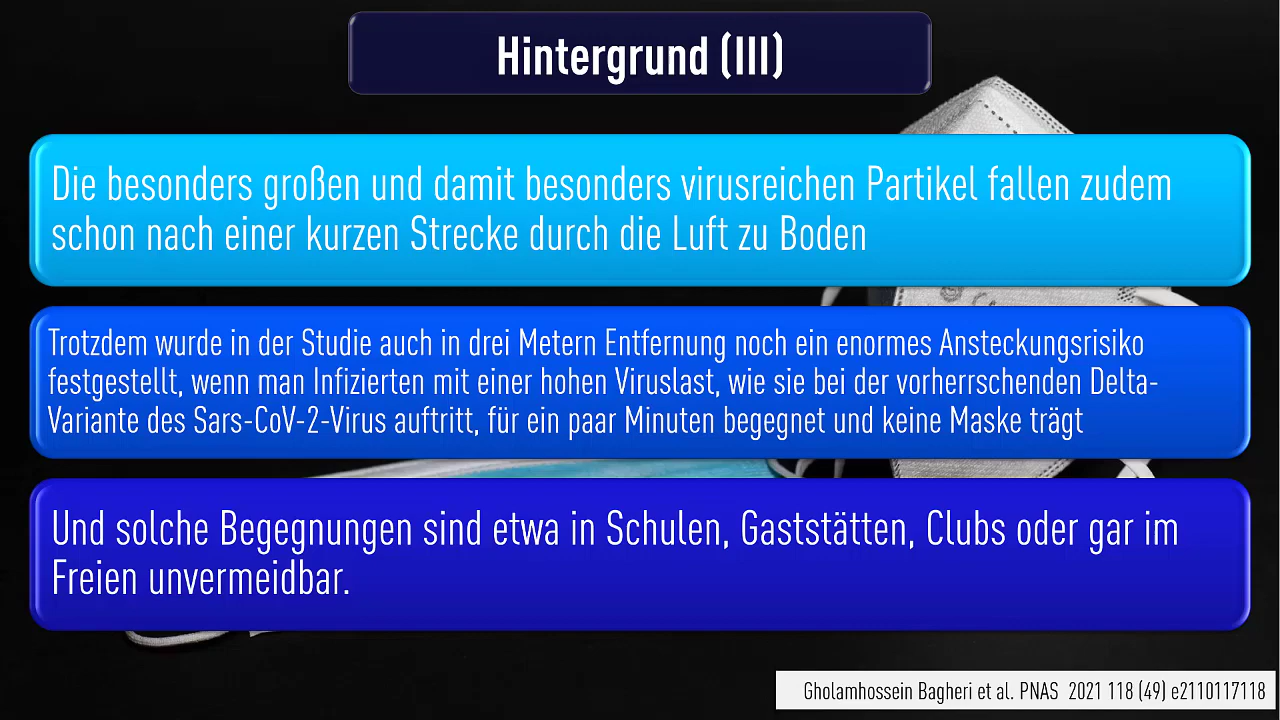 Hintergrund (III)
Die besonders großen und damit besonders virusreichen Partikel fallen zudem
schon nach einer kurzen Strecke durch die Luft zu Boden
Trotzdem wurde in der Studie auch in drei Metern Entfernung noch ein enormes Ansteckungsrisiko
festgestellt, wenn man Infizierten mit einer hohen Viruslast, wie sie bei der vorherrschenden Delta-
Variante des Sars-CoV-2-Virus auftritt, für ein paar Minuten begegnet und keine Maske trägt
Und solche Begegnungen sind etwa in Schulen, Gaststätten, Clubs oder gar im
Freien unvermeidbar.
Gholamhossein Bagheri et al. PNAS 2021 118 (49) e2110117118